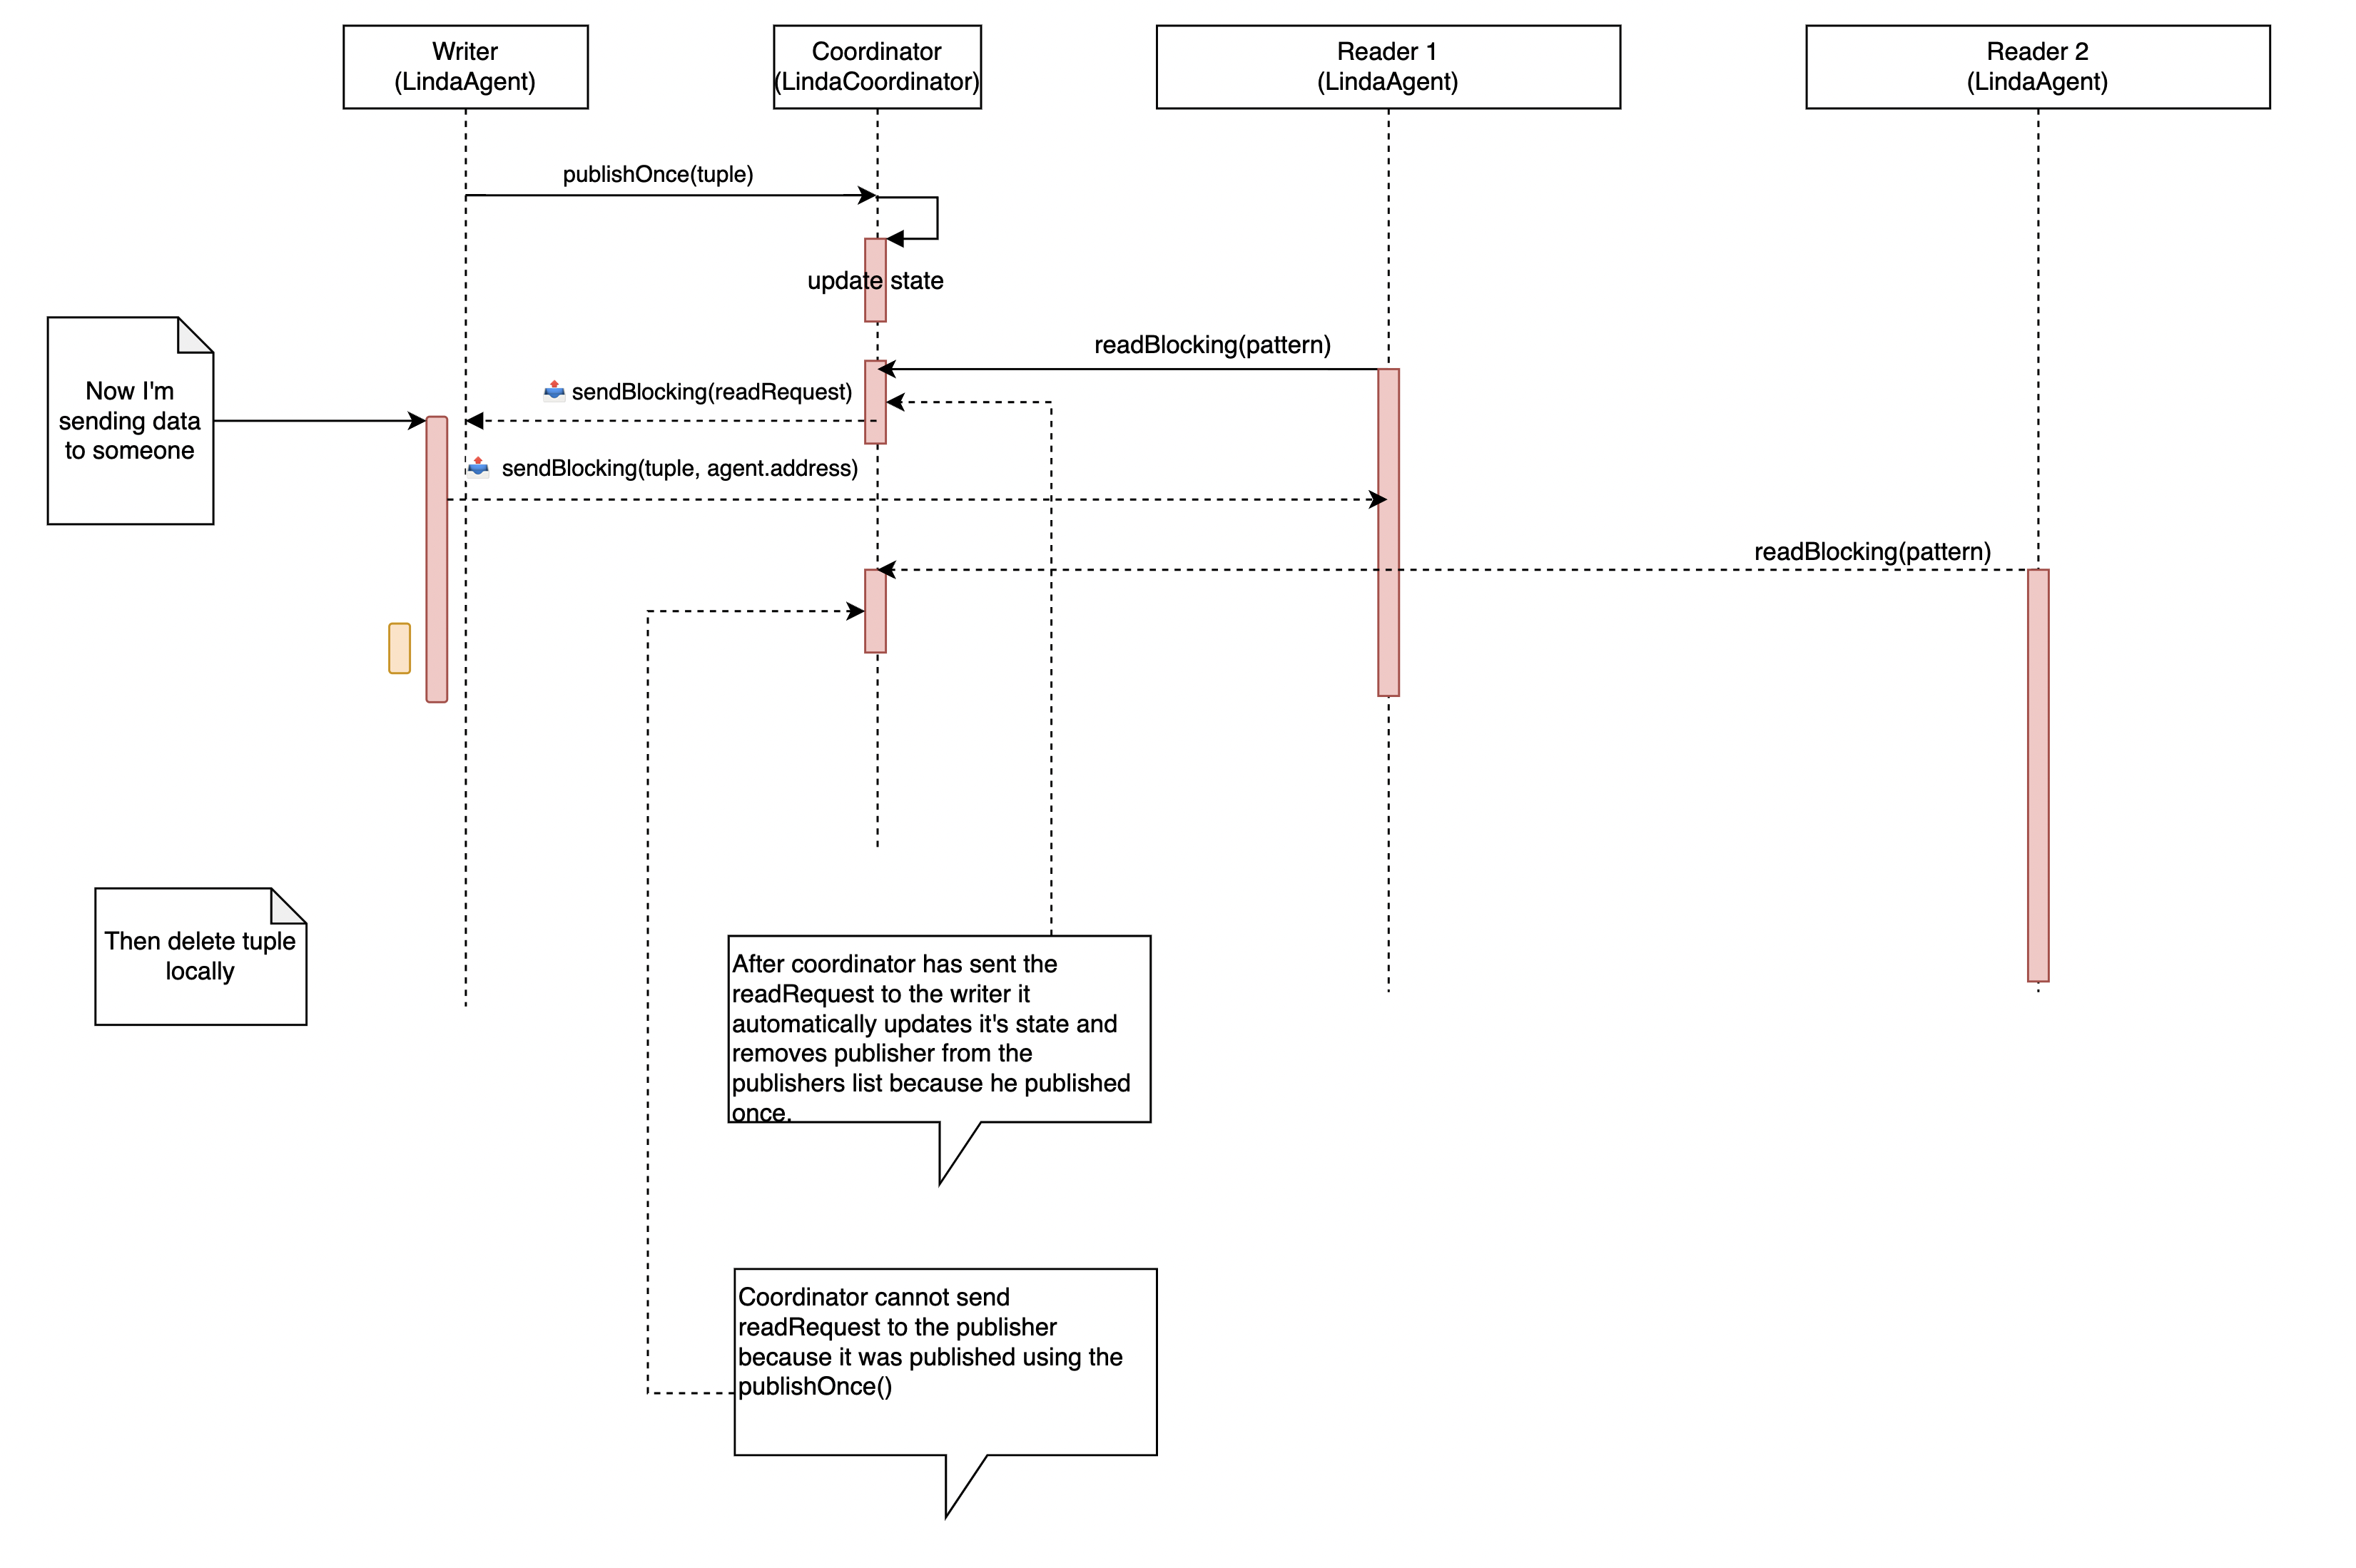 Writer
(LindaAgent)
Coordinator
(LindaCoordinator)
Reader 1
(LindaAgent)
Reader 2
(LindaAgent)
publishOnce(tuple)
update state
readBlocking(pattern)
sendBlocking(readRequest)
Now I'm
sending data
to someone
sendBlocking(tuple, agent.address)
readBlocking(pattern)
Then delete tuple
locally
After coordinator has sent the
readRequest to the writer it
automatically updates it's state and
removes publisher from the
publishers list because he published
once.
Coordinator cannot send
readRequest to the publisher
because it was published using the
publishOnce()